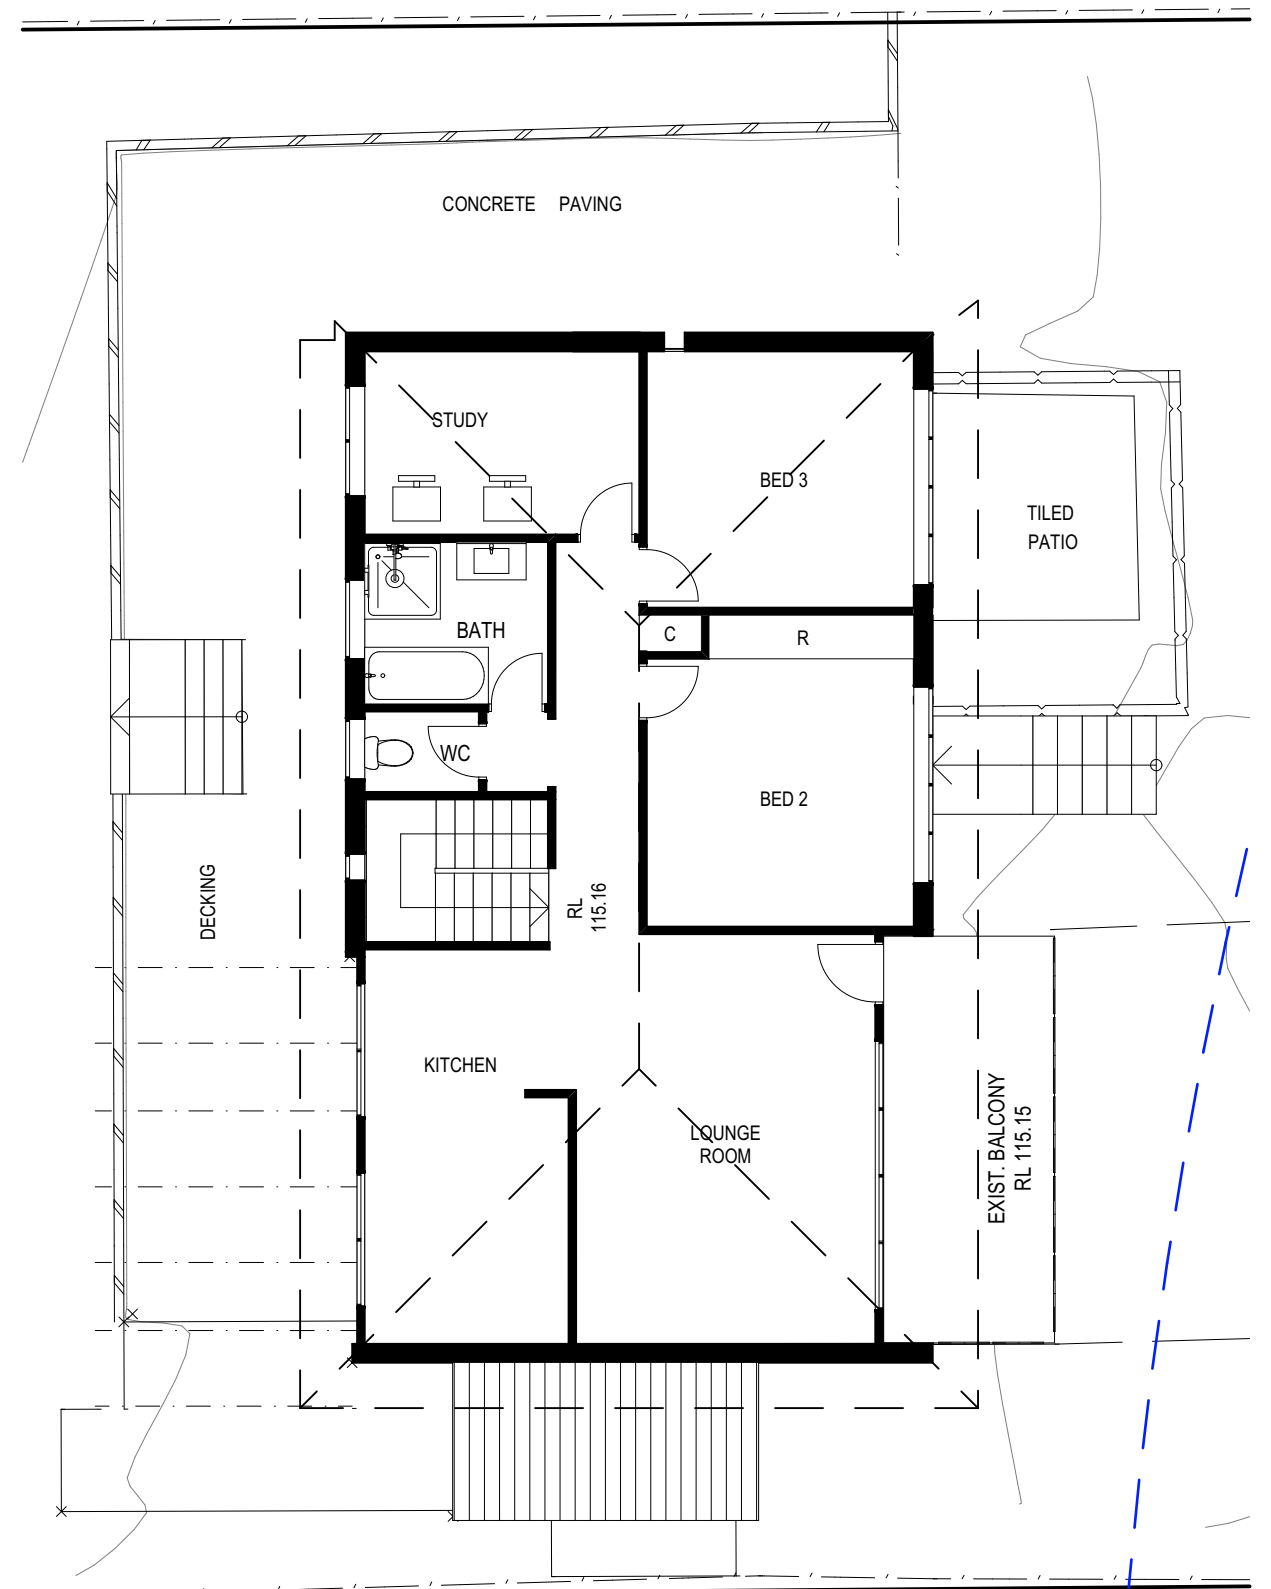 CONCRETE PAVING
STUDY
BED 3
TILED
PATIO
BATH
C
R
WC
BED 2
DECKING
RL
115.16
KITCHEN
LOUNGE
ROOM
EXIST. BALCONY
RL 115.15